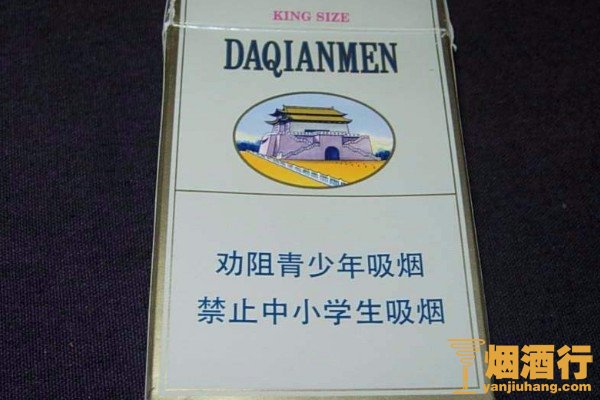 KING SIZE
DAQIANMEN
劝阻青少年吸烟
禁止中小学生吸烟
烟酒行
yanjiuhang.com